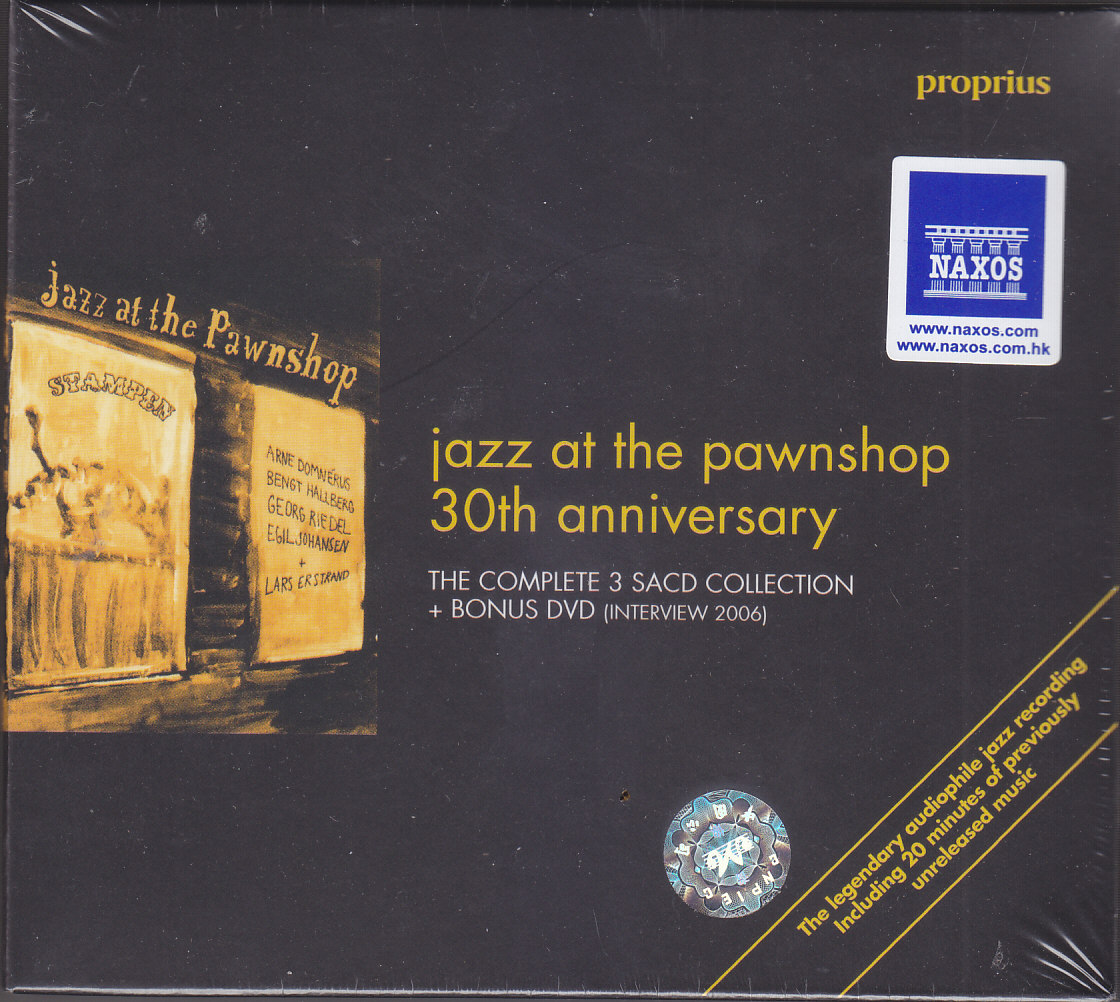 proprius
NAXOS
www.naxos.com
www.naxos.com.hk
jazz at the Pawnshop
STAMPEN
ARNE DOMNÉRUS
BENGT HALLBERG
GEORG RIEDEL
EGIL JOHANSEN
+
LARS ERSTRAND
jazz at the pawnshop
30th anniversary
THE COMPLETE 3 SACD COLLECTION
+ BONUS DVD (INTERVIEW 2006)
The legendary audiophile jazz recording
Including 20 minutes of previously
unreleased music